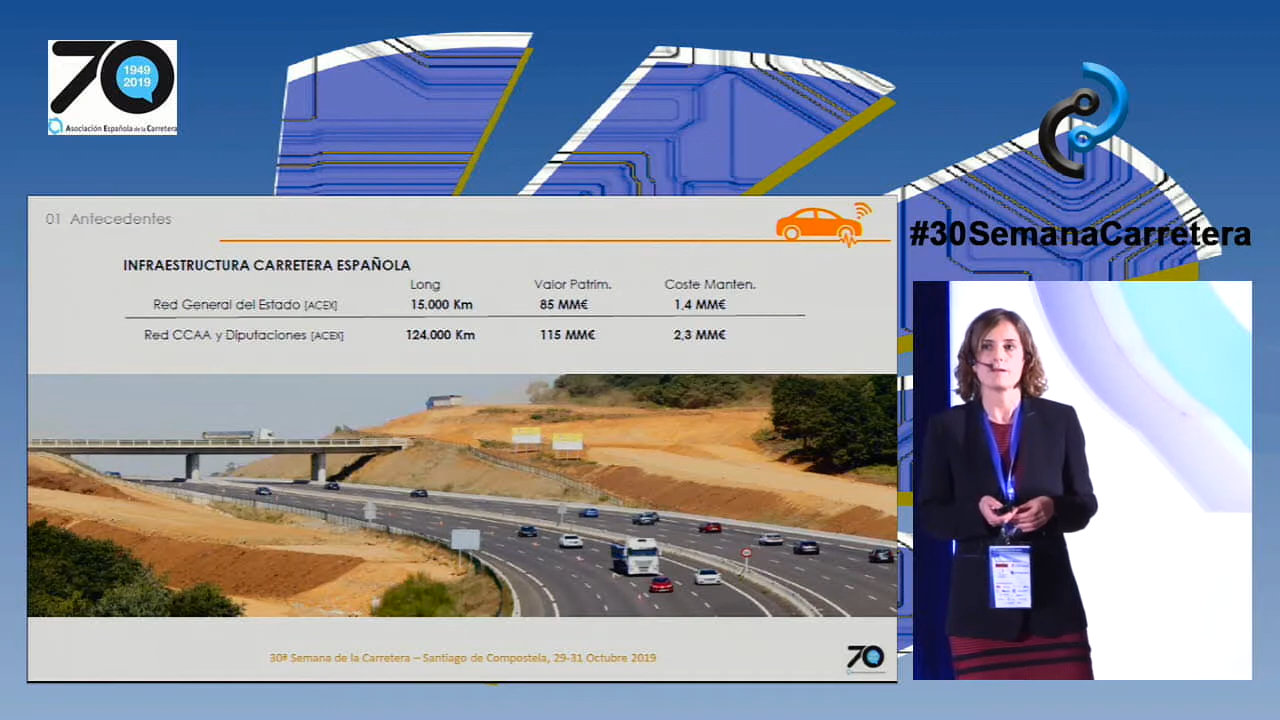 70
1949
2019
Asociación Española de la Carretera
#30SemanaCarretera
01 Antecedentes
INFRAESTRUCTURA CARRETERA ESPAÑOLA
Long Valor Patrim. Coste Manten.
Red General del Estado [ACEX] 15.000 Km 85 MM€ 1,4 MM€
Red CCAA y Diputaciones [ACEX] 124.000 Km 115 MM€ 2,3 MM€
30ª Semana de la Carretera – Santiago de Compostela, 29-31 Octubre 2019
70